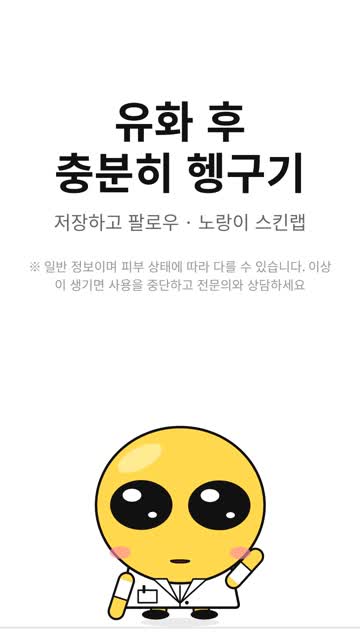 유화 후
충분히 헹구기
저장하고 팔로우 · 노랑이 스킨랩
※ 일반 정보이며 피부 상태에 따라 다를 수 있습니다. 이상
이 생기면 사용을 중단하고 전문의와 상담하세요